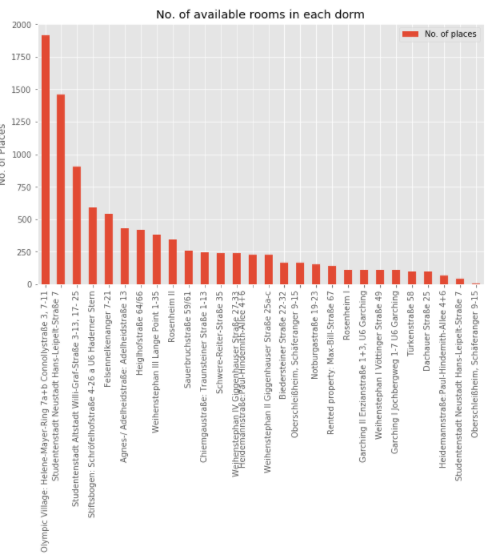 No. of available rooms in each dorm
No. of places
No. of Places
2000
1750
1500
1250
1000
750
500
250
0
Olympic Village: Helene-Mayer-Ring 7a+b Connollystraße 3, 7-11
Studentenstadt Neustadt Hans-Leipelt-Straße 7
Studentenstadt Altstadt Willi-Graf-Straße 3-13, 17- 25
Stiftsbogen: Schröfelhofstraße 4-26 a U6 Haderner Stern
Felsennelkenanger 7-21
Agnes-/ Adelheidstraße: Adelheidstraße 13
Heiglhofstraße 64/66
Weihenstephan III Lange Point 1-35
Rosenheim II
Sauerbruchstraße 59/61
Chiemgaustraße: Traunsteiner Straße 1-13
Schwere-Reiter-Straße 35
Weihenstephan IV Giggenhauser Straße 27-33
Heidemannstraße Paul-Hindemith-Allee 4+6
Weihenstephan II Giggenhauser Straße 25a-c
Biedersteiner Straße 22-32
Oberschleißheim, Schäferanger 9-15
Notburgastraße 19-23
Rented property Max-Bill-Straße 67
Rosenheim I
Garching II Enzianstraße 1+3, U6 Garching
Weihenstephan I Vöttinger Straße 49
Garching I Jochbergweg 1-7 U6 Garching
Türkenstraße 58
Dachauer Straße 25
Heidemannstraße Paul-Hindemith-Allee 4+6
Studentenstadt Neustadt Hans-Leipelt-Straße 7
Oberschleißheim, Schäferanger 9-15